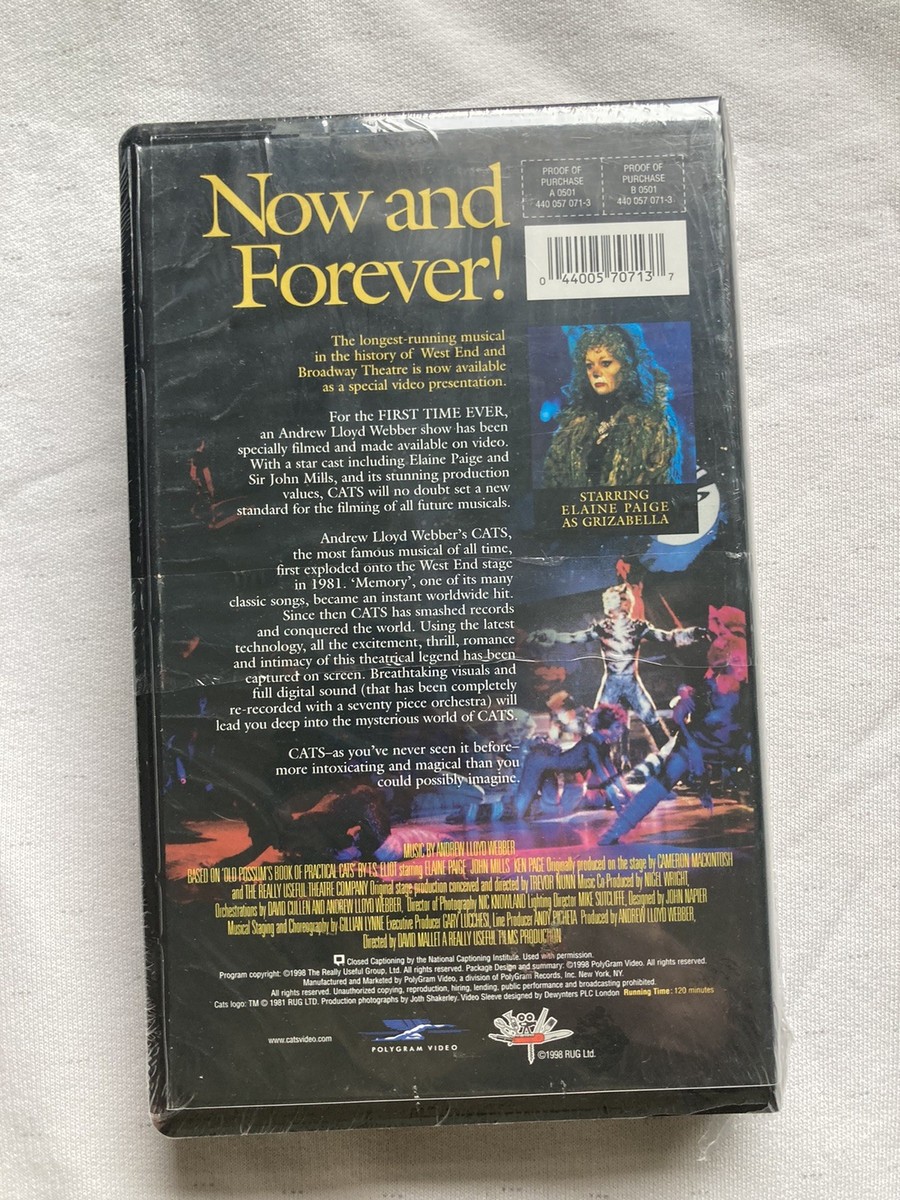 Now and
Forever!
PROOF OF
PURCHASE
A 0501
440 057 071-3
PROOF OF
PURCHASE
B 0501
440 057 071-3
0 44005 70713 7
The longest-running musical
in the history of West End and
Broadway Theatre is now available
as a special video presentation.
For the FIRST TIME EVER,
an Andrew Lloyd Webber show has been
specially filmed and made available on video.
With a star cast including Elaine Paige and
Sir John Mills, and its stunning production
values, CATS will no doubt set a new
standard for the filming of all future musicals.
STARRING
ELAINE PAIGE
AS GRIZABELLA
Andrew Lloyd Webber's CATS,
the most famous musical of all time,
first exploded onto the West End stage
in 1981. 'Memory', one of its many
classic songs, became an instant worldwide hit.
Since then CATS has smashed records
and conquered the world. Using the latest
technology, all the excitement, thrill, romance
and intimacy of this theatrical legend has been
captured on screen. Breathtaking visuals and
full digital sound (that has been completely
re-recorded with a seventy piece orchestra) will
lead you deep into the mysterious world of CATS.
CATS–as you've never seen it before–
more intoxicating and magical than you
could possibly imagine.
MUSIC BY ANDREW LLOYD WEBBER
BASED ON 'OLD POSSUM'S BOOK OF PRACTICAL CATS' BY T.S. ELIOT starring ELAINE PAIGE, JOHN MILLS, KEN PAGE Originally produced on the stage by CAMERON MACKINTOSH
and THE REALLY USEFUL THEATRE COMPANY Original stage production conceived and directed by TREVOR NUNN Music Co-Produced by NIGEL WRIGHT,
Orchestrations by DAVID CULLEN AND ANDREW LLOYD WEBBER, Director of Photography NIC KNOWLAND Lighting Director MIKE SUTCLIFFE, Designed by JOHN NAPIER
Musical Staging and Choreography by GILLIAN LYNNE Executive Producer GARY LUCCHESI, Line Producer ANDY PICHETA Produced by ANDREW LLOYD WEBBER,
Directed by DAVID MALLET A REALLY USEFUL FILMS PRODUCTION
Closed Captioning by the National Captioning Institute. Used with permission.
Program copyright: ©1998 The Really Useful Group, Ltd. All rights reserved. Package Design and summary: ©1998 PolyGram Video. All rights reserved.
Manufactured and Marketed by PolyGram Video, a division of PolyGram Records, Inc. New York, NY.
All rights reserved. Unauthorized copying, reproduction, hiring, lending, public performance and broadcasting prohibited.
Cats logo: TM © 1981 RUG LTD. Production photographs by Joth Shakerley. Video Sleeve designed by Dewynters PLC London Running Time: 120 minutes
www.catsvideo.com
POLYGRAM VIDEO
©1998 RUG Ltd.